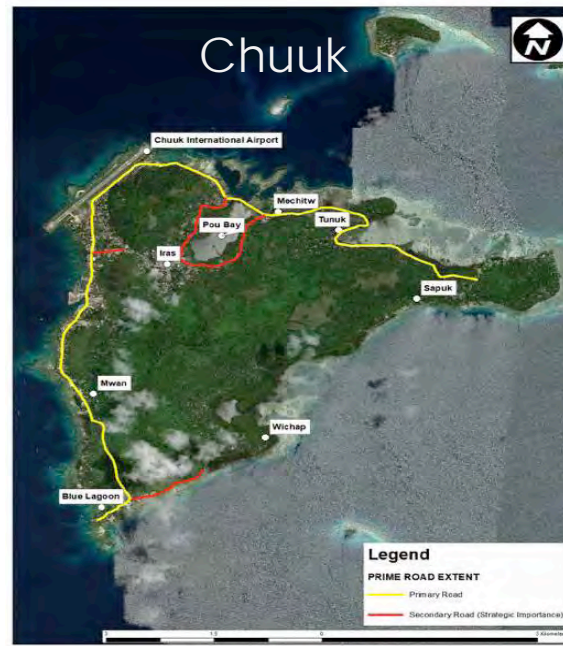 Chuuk
N
Chuuk International Airport
Mechitw
Tunuk
Pou Bay
Iras
Sapuk
Mwan
Wichap
Blue Lagoon
Legend
PRIME ROAD EXTENT
Primary Road
Secondary Road (Strategic Importance)